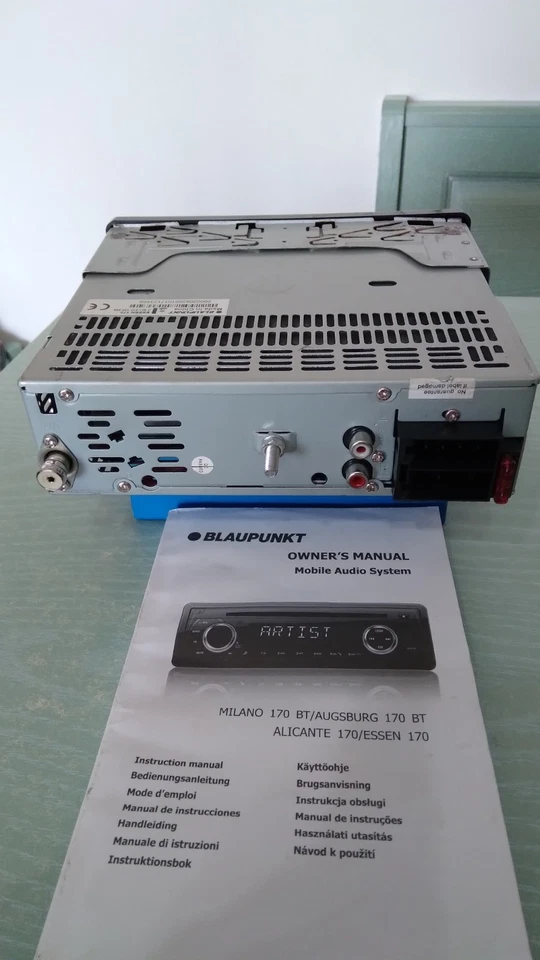 BLAUPUNKT
No guarantee
if label damaged
BLAUPUNKT
OWNER'S MANUAL
Mobile Audio System
ARTIST
MILANO 170 BT/AUGSBURG 170 BT
ALICANTE 170/ESSEN 170
Instruction manual
Bedienungsanleitung
Mode d'emploi
Manual de instrucciones
Handleiding
Manuale di istruzioni
Instruktionsbok
Käyttöohje
Brugsanvisning
Instrukcja obsługi
Manual de instruções
Használati utasítás
Návod k použití